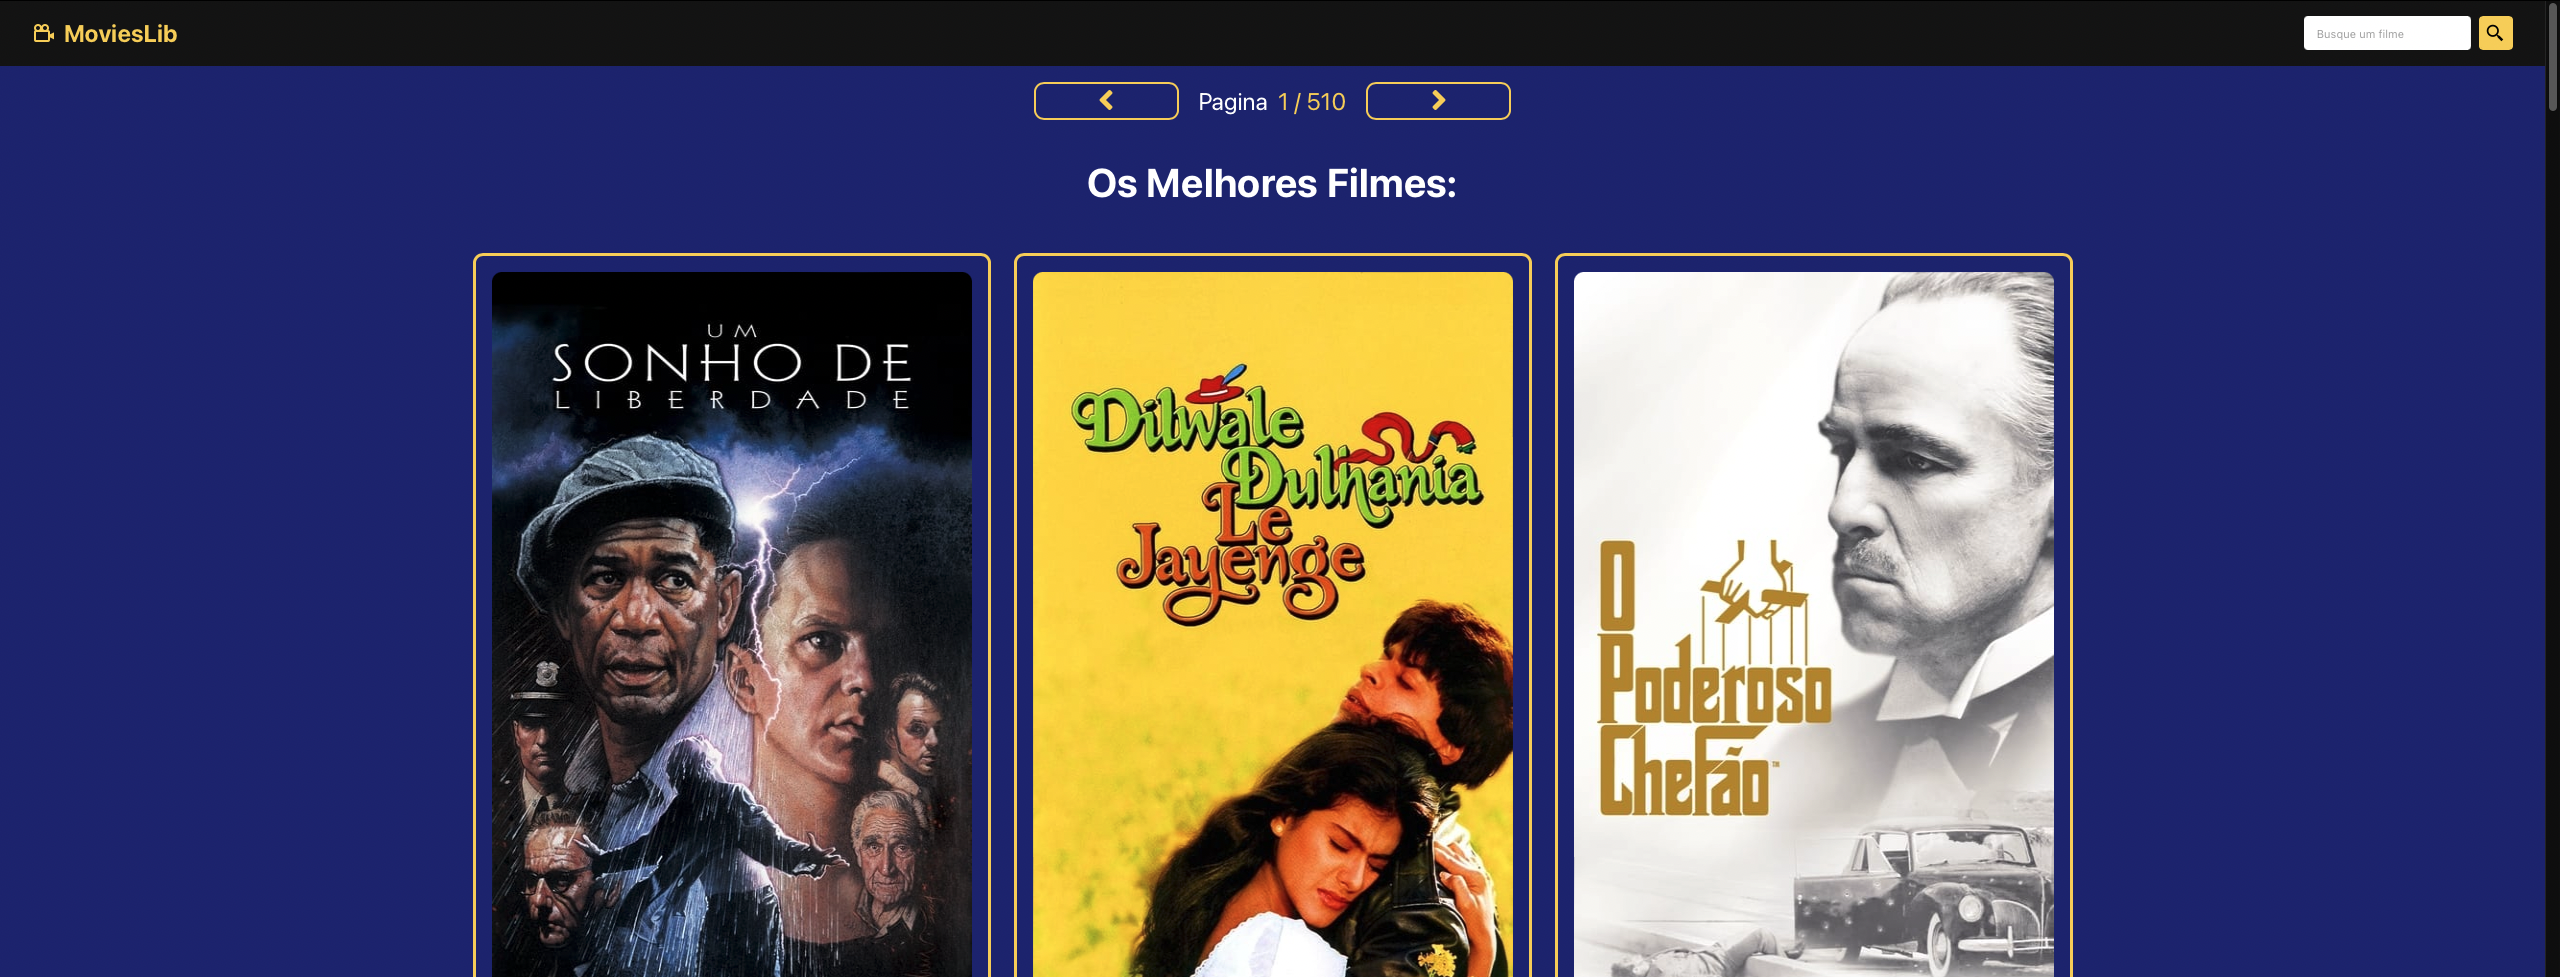 MoviesLib
Busque um filme
Pagina 1 / 510
Os Melhores Filmes:
UM
SONHO DE
LIBERDADE
Dilwale
Dulhania
Le
Jayenge
O
Poderoso
Chefão™